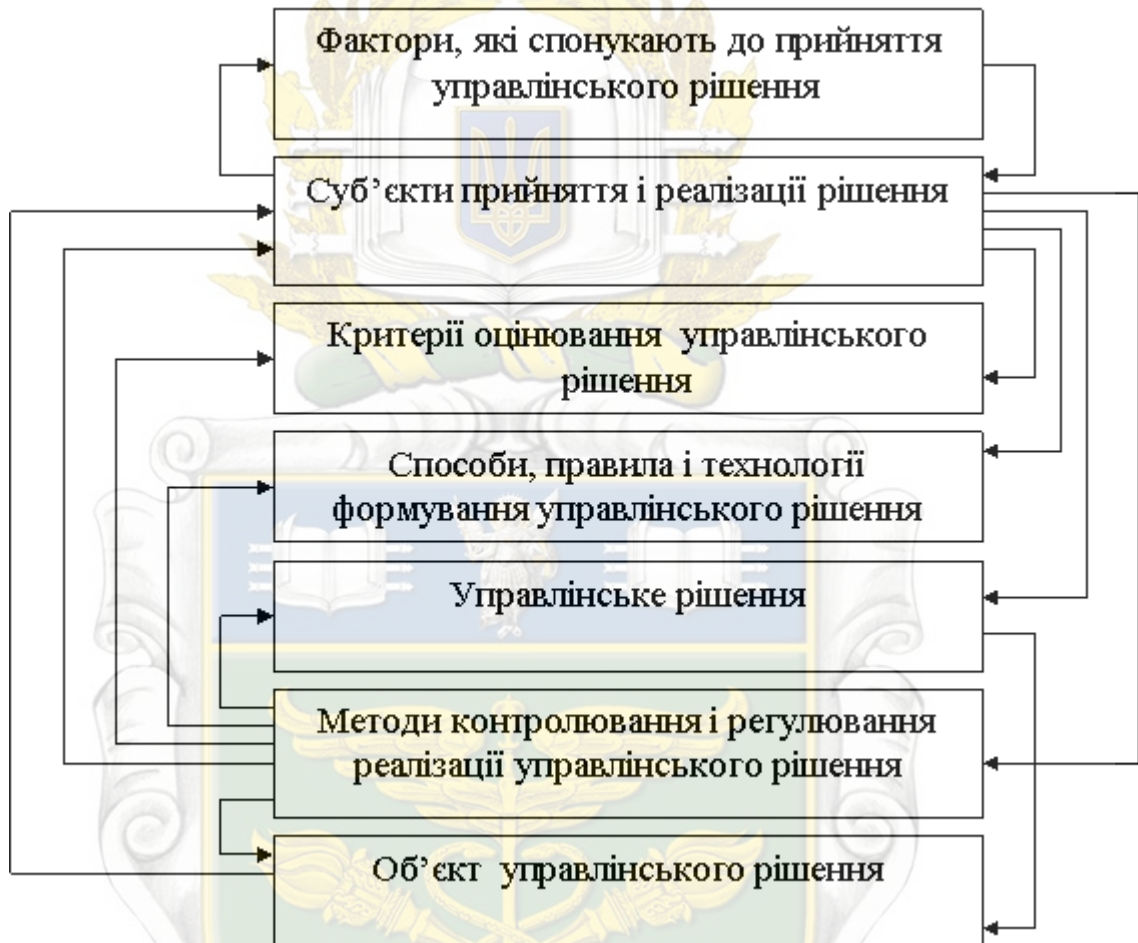 Фактори, які спонукають до прийняття
управлінського рішення
Суб’єкти прийняття і реалізації рішення
Критерії оцінювання управлінського
рішення
Способи, правила і технології
формування управлінського рішення
Управлінське рішення
Методи контролювання і регулювання
реалізації управлінського рішення
Об’єкт управлінського рішення